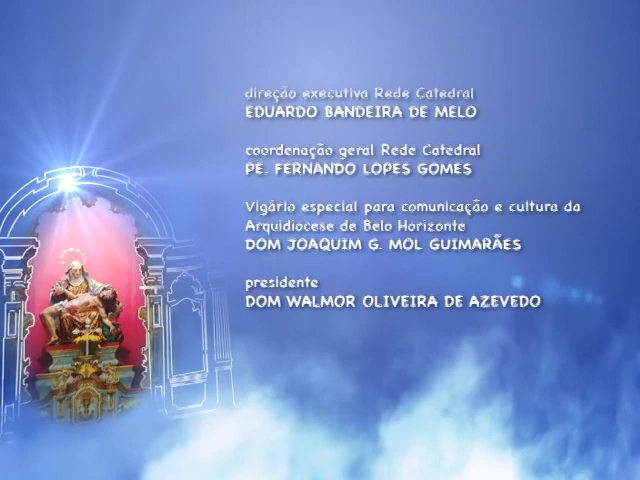 direção executiva Rede Catedral
EDUARDO BANDEIRA DE MELO
coordenação geral Rede Catedral
PE. FERNANDO LOPES GOMES
Vigário especial para comunicação e cultura da
Arquidiocese de Belo Horizonte
DOM JOAQUIM G. MOL GUIMARÃES
presidente
DOM WALMOR OLIVEIRA DE AZEVEDO